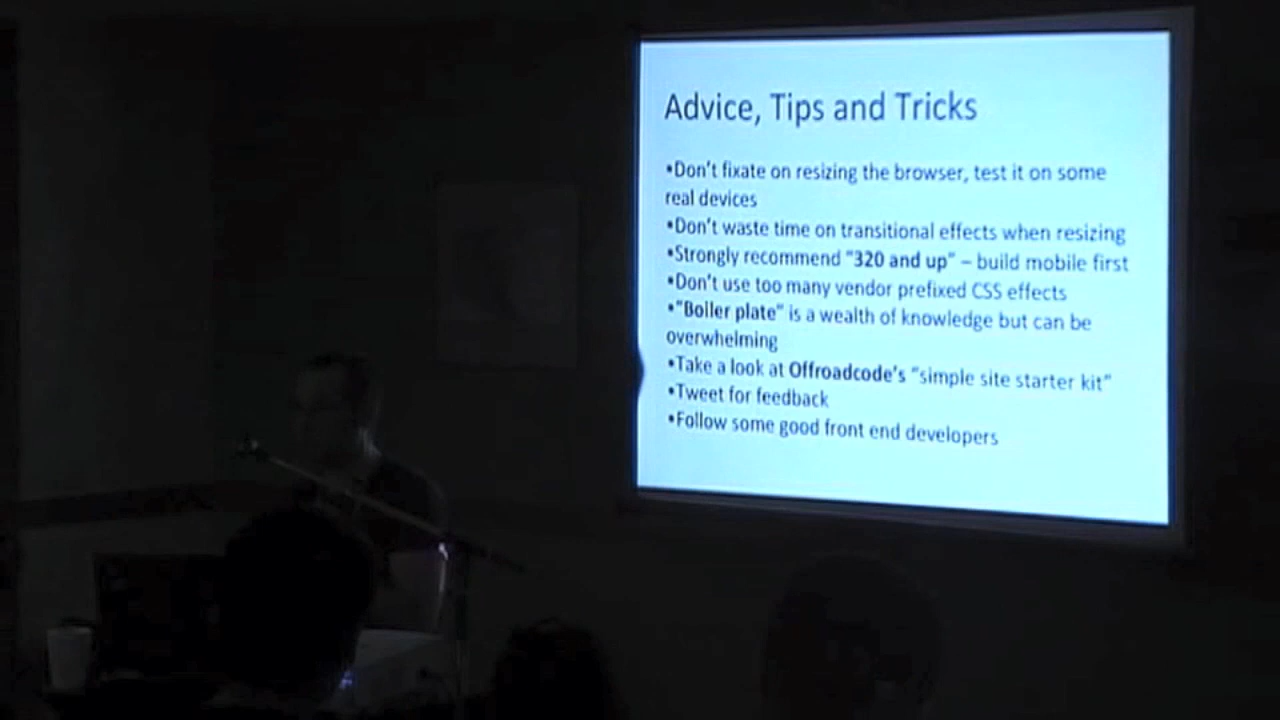 Advice, Tips and Tricks
•Don't fixate on resizing the browser, test it on some
real devices
•Don't waste time on transitional effects when resizing
•Strongly recommend "320 and up" – build mobile first
•Don't use too many vendor prefixed CSS effects
•"Boiler plate" is a wealth of knowledge but can be
overwhelming
•Take a look at Offroadcode's "simple site starter kit"
•Tweet for feedback
•Follow some good front end developers